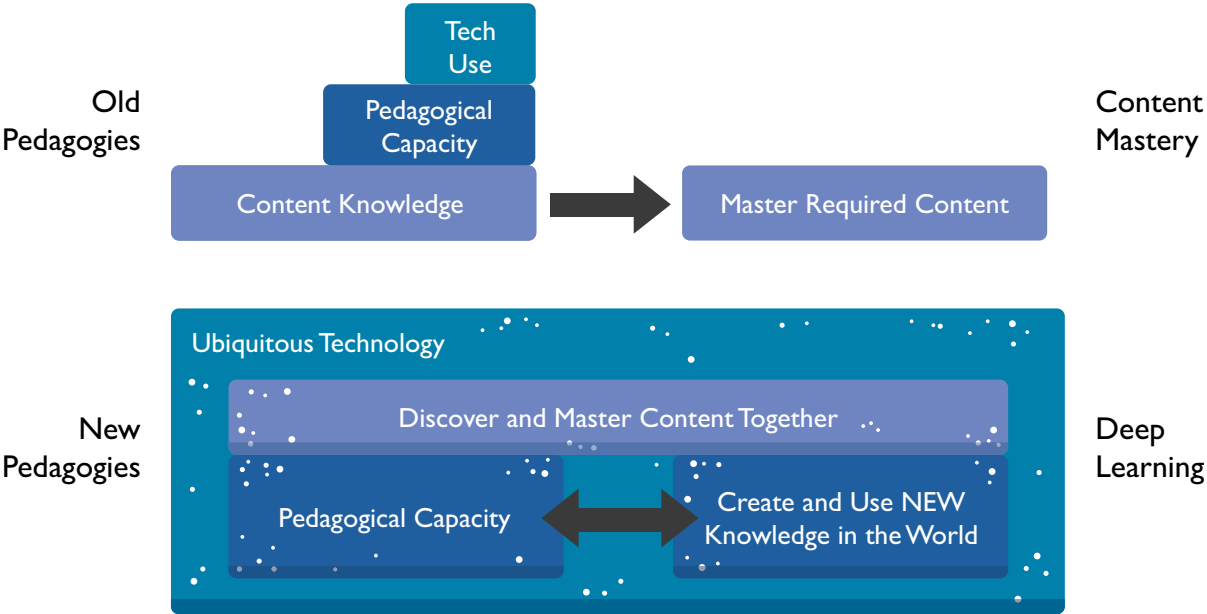 Tech
Use
Old
Pedagogies
Pedagogical
Capacity
Content
Mastery
Content Knowledge
Master Required Content
Ubiquitous Technology
New
Pedagogies
Discover and Master Content Together
Deep
Learning
Pedagogical Capacity
Create and Use NEW
Knowledge in the World